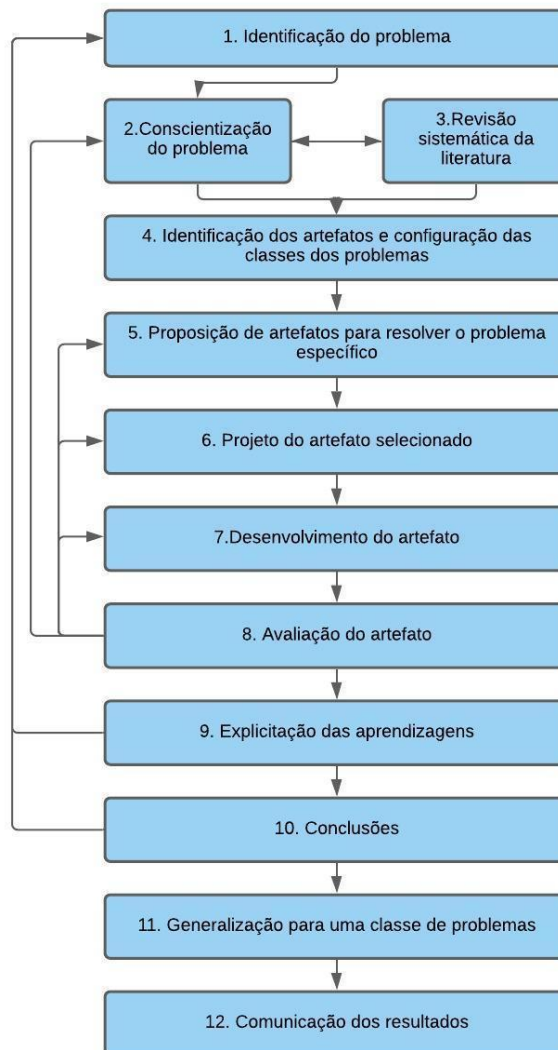 1. Identificação do problema
2.Conscientização
do problema
3.Revisão
sistemática da
literatura
4. Identificação dos artefatos e configuração das
classes dos problemas
5. Proposição de artefatos para resolver o problema
específico
6. Projeto do artefato selecionado
7.Desenvolvimento do artefato
8. Avaliação do artefato
9. Explicitação das aprendizagens
10. Conclusões
11. Generalização para uma classe de problemas
12. Comunicação dos resultados